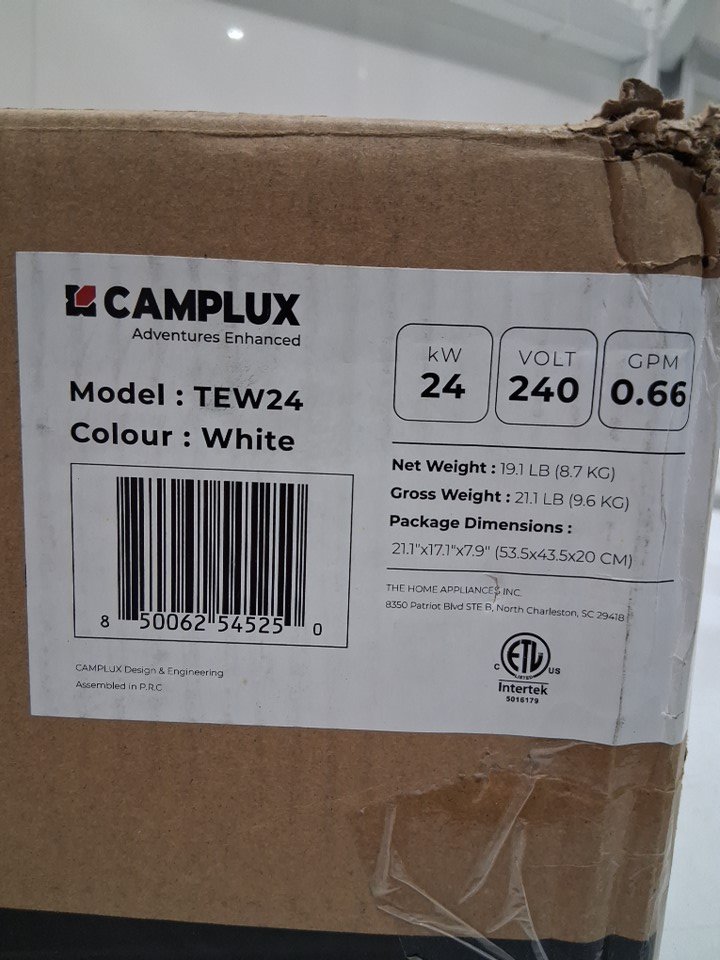 CAMPLUX
Adventures Enhanced
Model : TEW24
Colour : White
kW
24
VOLT
240
GPM
0.66
Net Weight : 19.1 LB (8.7 KG)
Gross Weight : 21.1 LB (9.6 KG)
Package Dimensions :
21.1"x17.1"x7.9" (53.5x43.5x20 CM)
8 50062 54525 0
THE HOME APPLIANCES INC.
8350 Patriot Blvd STE B, North Charleston, SC 29418
CAMPLUX Design & Engineering
Assembled in P.R.C
C ETL US
LISTED
Intertek
5016179